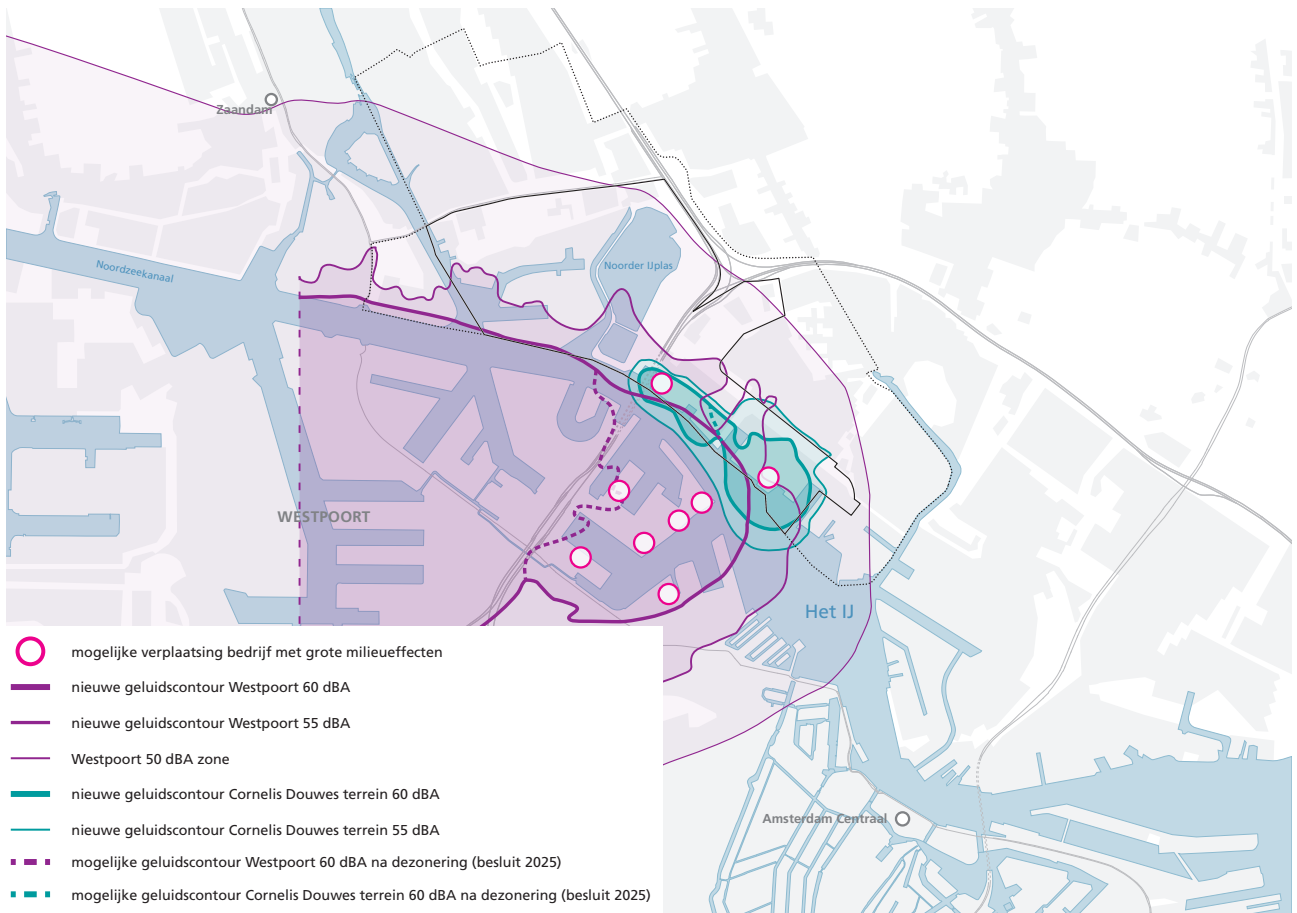 Zaandam
Noordzeekanaal
Noorder IJplas
WESTPOORT
Het IJ
Amsterdam Centraal
mogelijke verplaatsing bedrijf met grote milieueffecten
nieuwe geluidscontour Westpoort 60 dBA
nieuwe geluidscontour Westpoort 55 dBA
Westpoort 50 dBA zone
nieuwe geluidscontour Cornelis Douwes terrein 60 dBA
nieuwe geluidscontour Cornelis Douwes terrein 55 dBA
mogelijke geluidscontour Westpoort 60 dBA na dezonering (besluit 2025)
mogelijke geluidscontour Cornelis Douwes terrein 60 dBA na dezonering (besluit 2025)